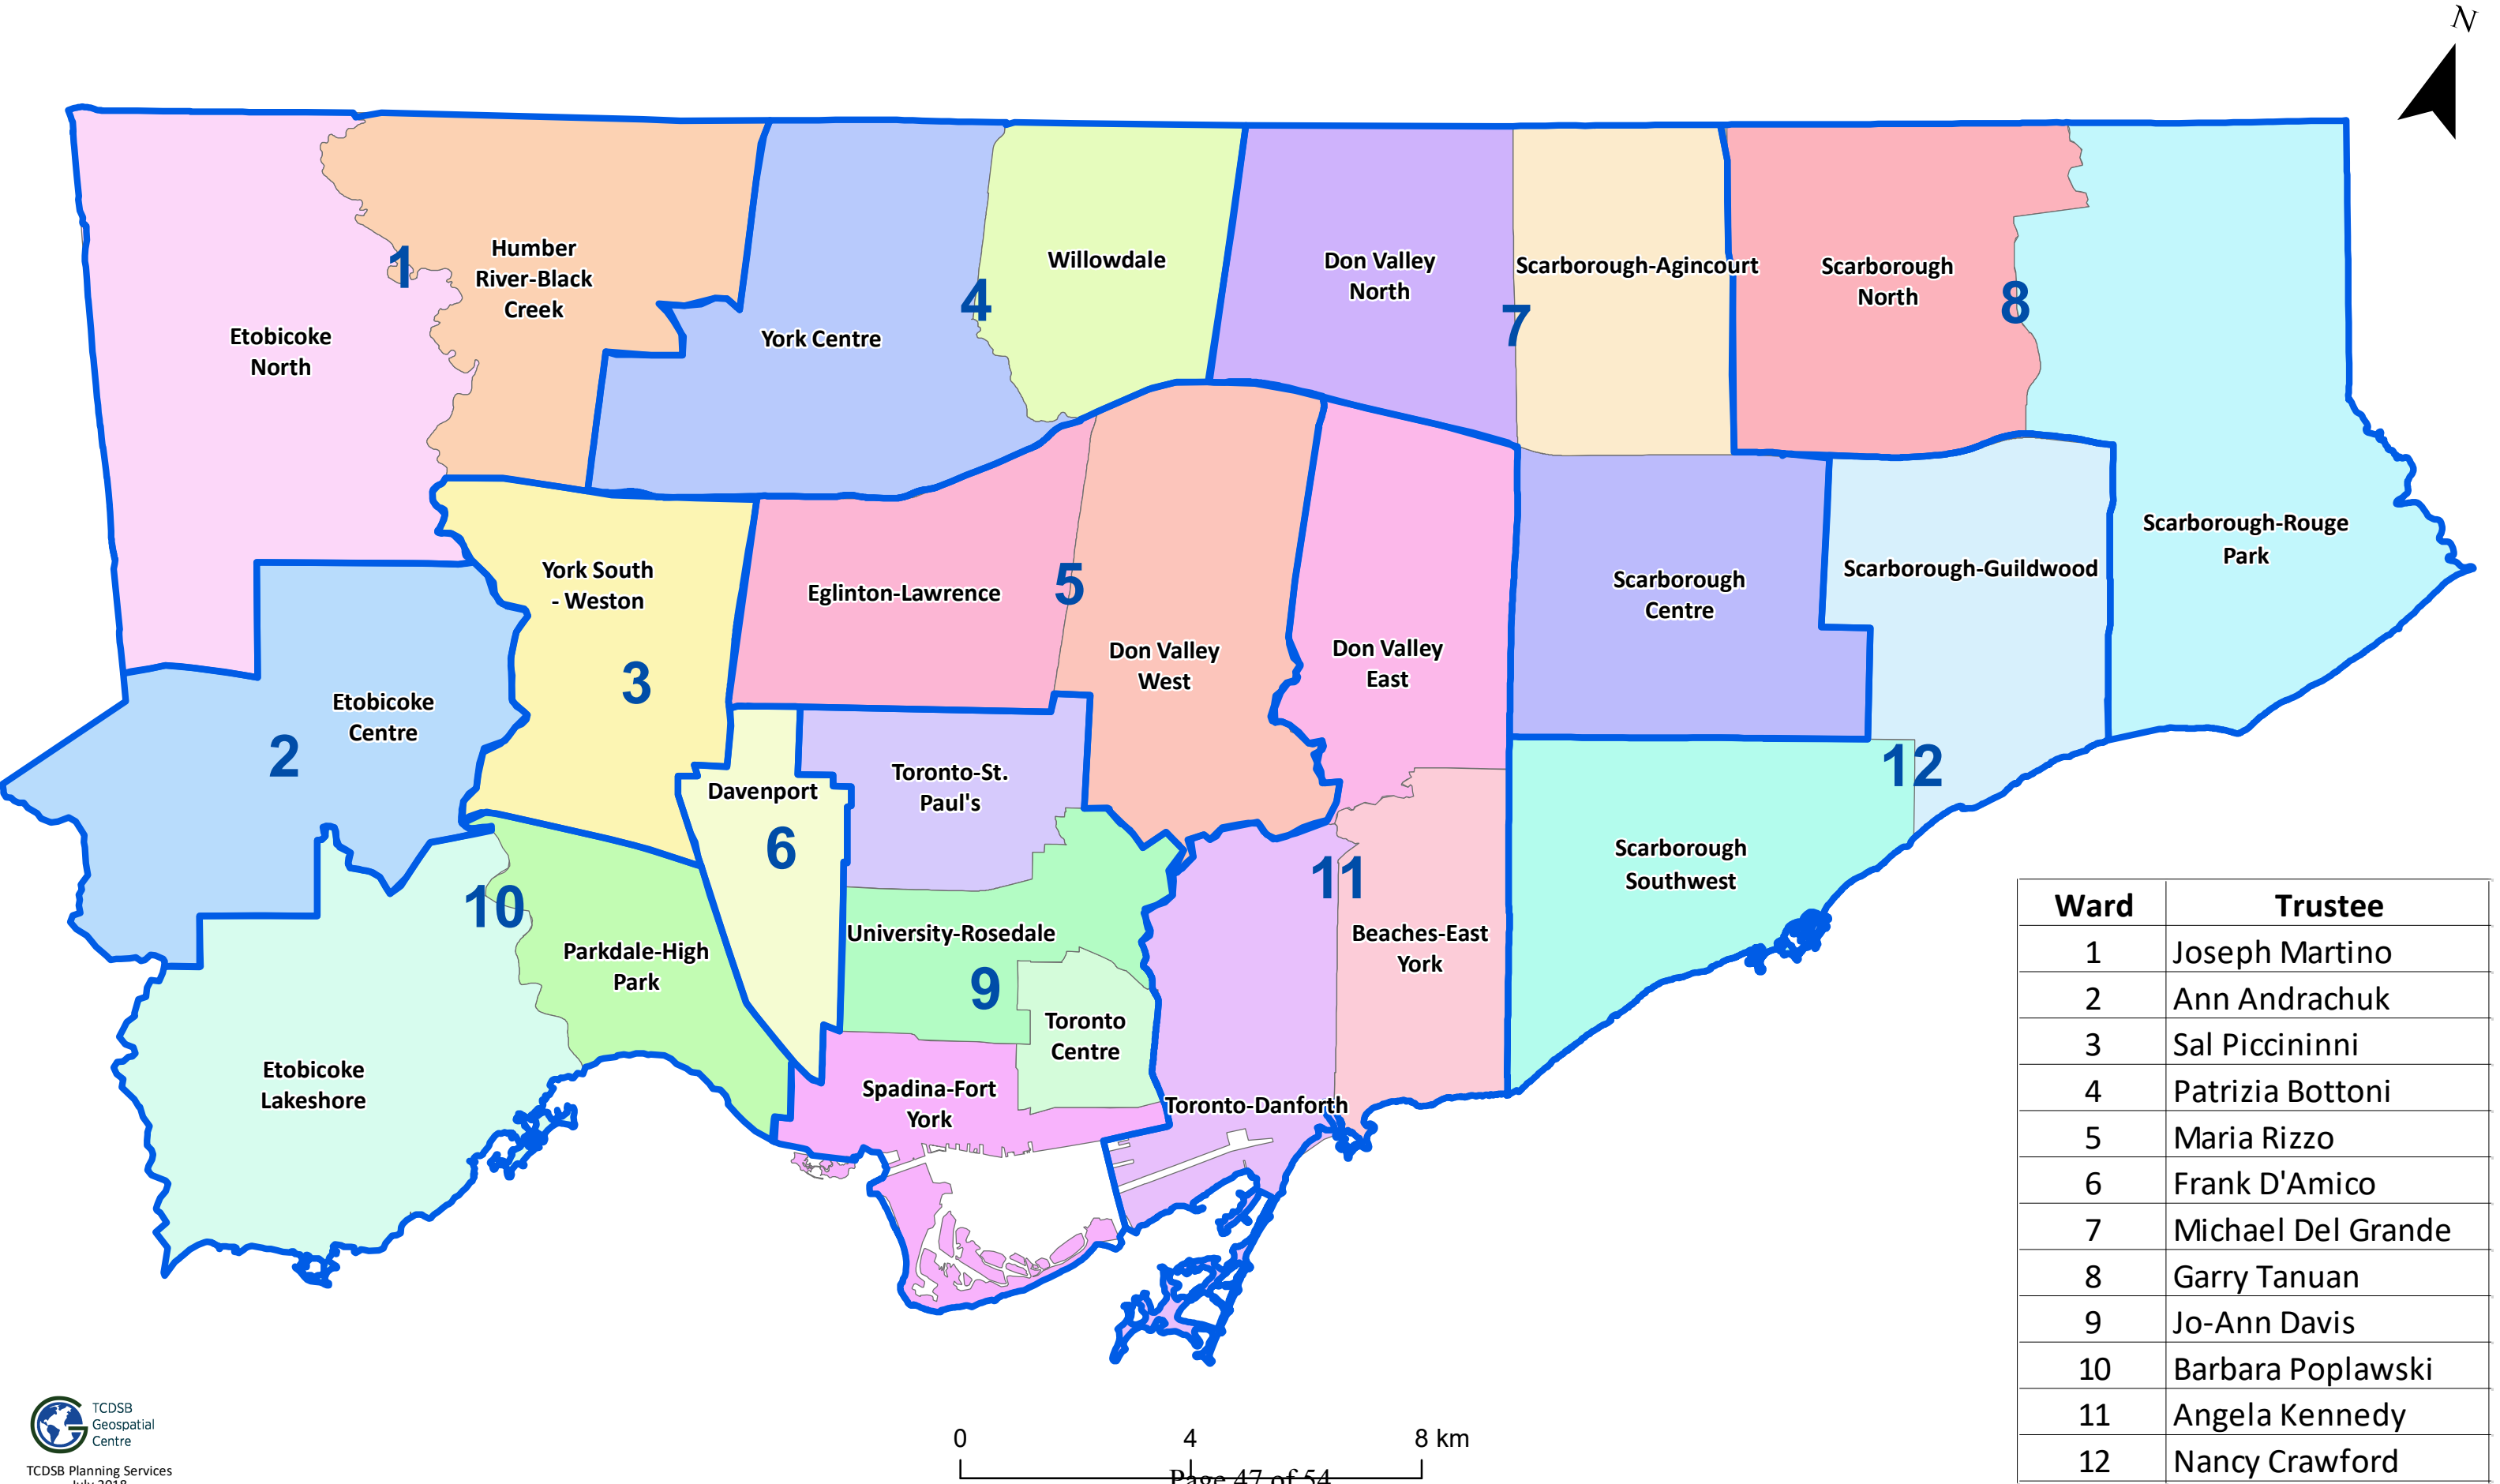 N
Humber
River-Black
Creek
1
Etobicoke
North
York Centre
4
Willowdale
Don Valley
North
7
Scarborough-Agincourt
Scarborough
North
8
Scarborough-Rouge
Park
York South
- Weston
3
Eglinton-Lawrence
5
Don Valley
West
Don Valley
East
Scarborough
Centre
Scarborough-Guildwood
Etobicoke
Centre
2
Davenport
6
Toronto-St.
Paul's
11
12
Scarborough
Southwest
10
Parkdale-High
Park
University-Rosedale
9
Toronto
Centre
Beaches-East
York
Etobicoke
Lakeshore
Spadina-Fort
York
Toronto-Danforth
Ward Trustee
1 Joseph Martino
2 Ann Andrachuk
3 Sal Piccininni
4 Patrizia Bottoni
5 Maria Rizzo
6 Frank D'Amico
7 Michael Del Grande
8 Garry Tanuan
9 Jo-Ann Davis
10 Barbara Poplawski
11 Angela Kennedy
12 Nancy Crawford
TCDSB
Geospatial
Centre
TCDSB Planning Services
July 2018
0 4 8 km
Page 47 of 54